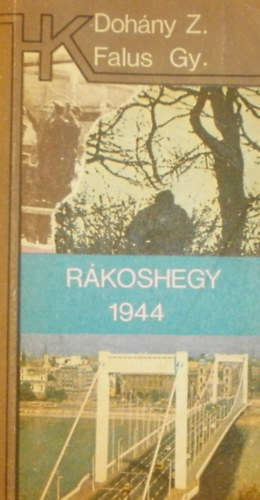 HK
Dohány Z.
Falus Gy.
RÁKOSHEGY
1944